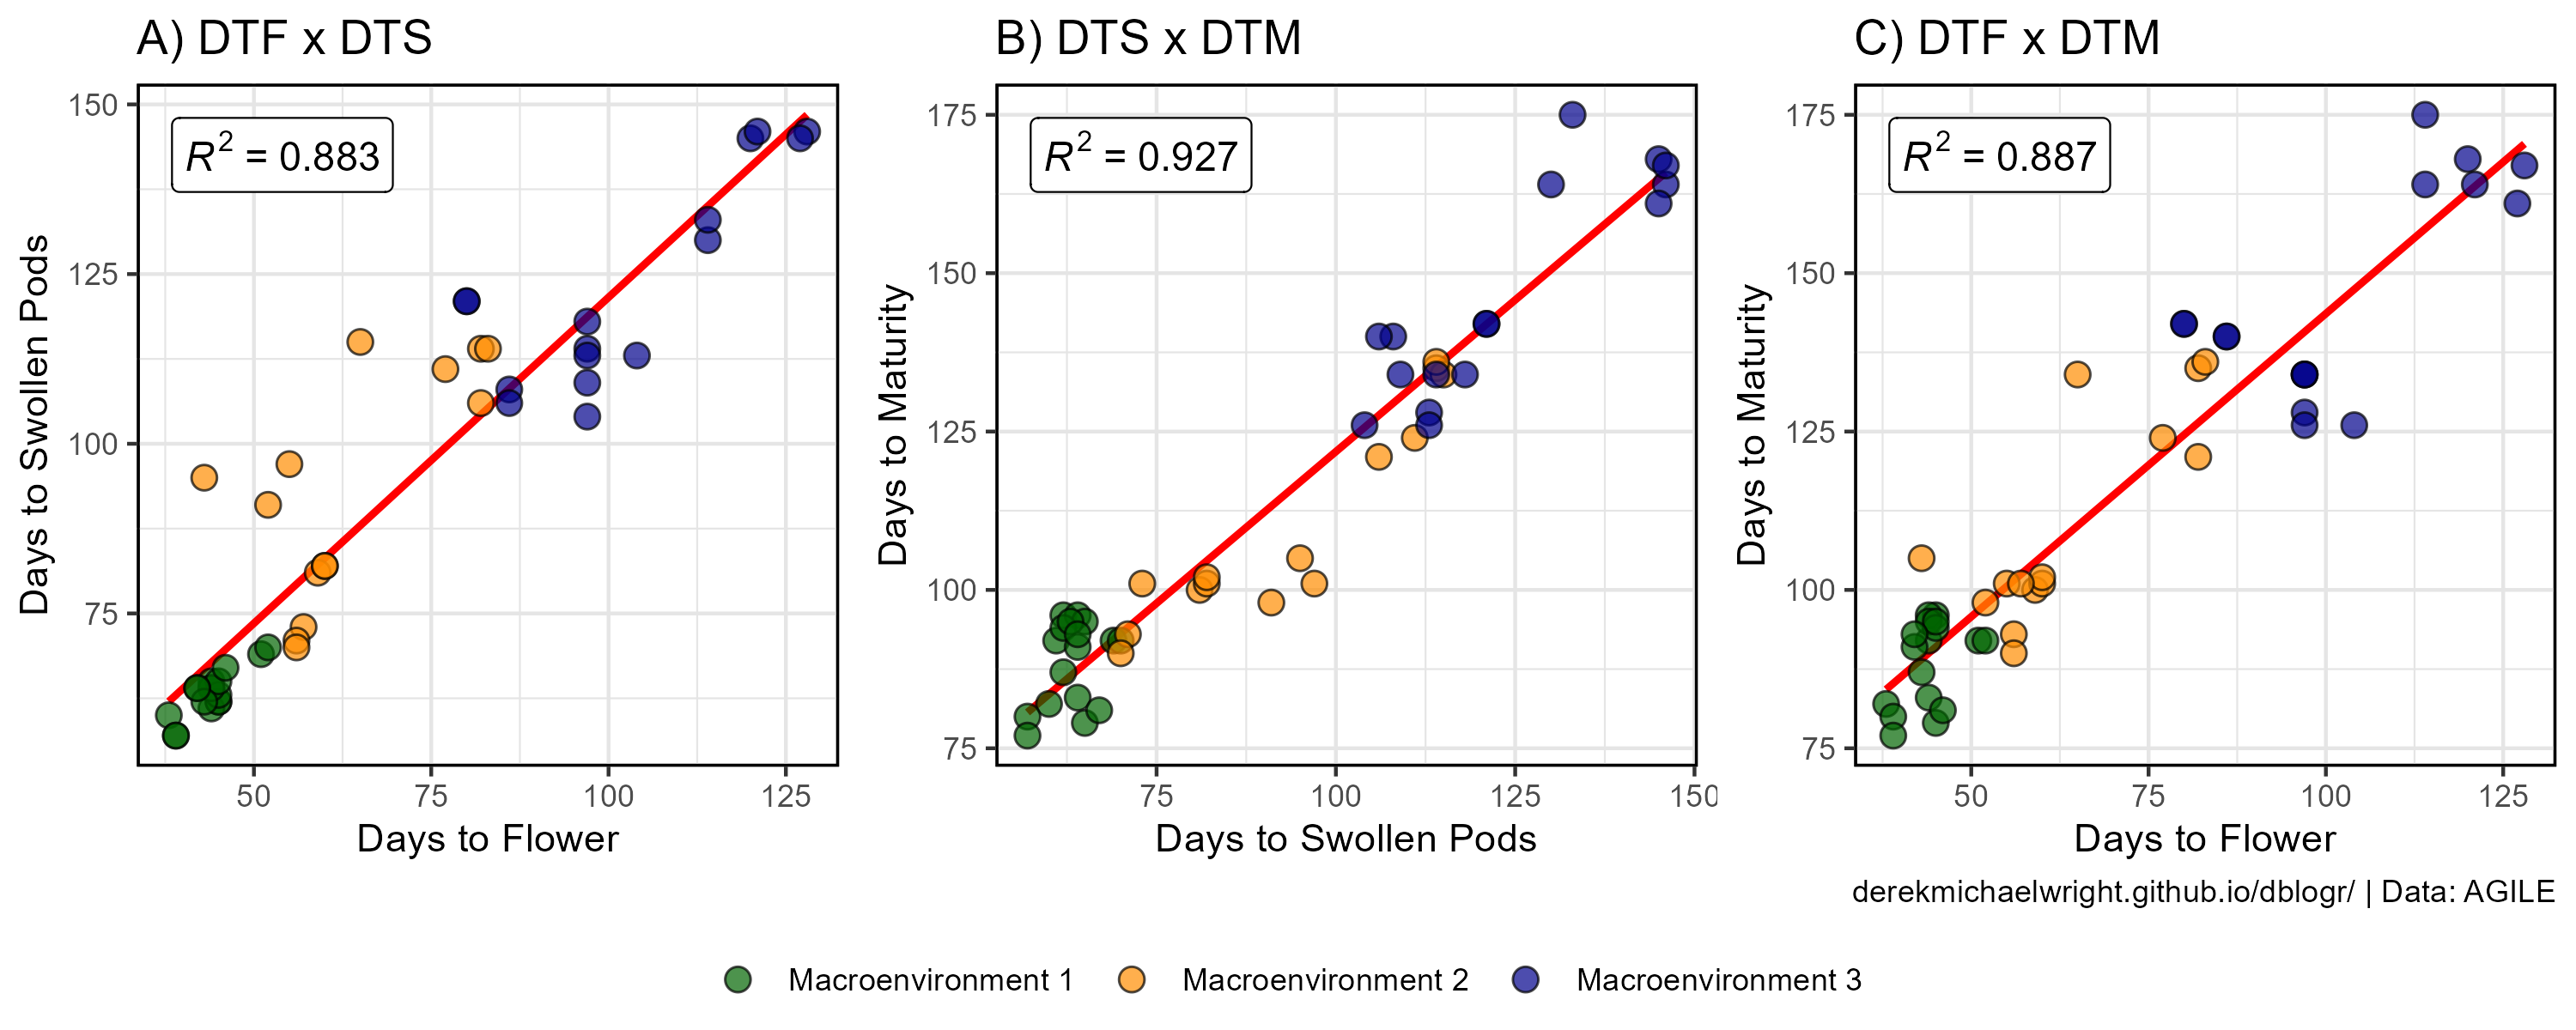 A) DTF x DTS
B) DTS x DTM
C) DTF x DTM
R² = 0.883
150
125
100
75
Days to Swollen Pods
50 75 100 125
Days to Flower
R² = 0.927
175
150
125
100
75
Days to Maturity
75 100 125 150
Days to Swollen Pods
R² = 0.887
175
150
125
100
75
Days to Maturity
50 75 100 125
Days to Flower
derekmichaelwright.github.io/dblogr/ | Data: AGILE
Macroenvironment 1 Macroenvironment 2 Macroenvironment 3